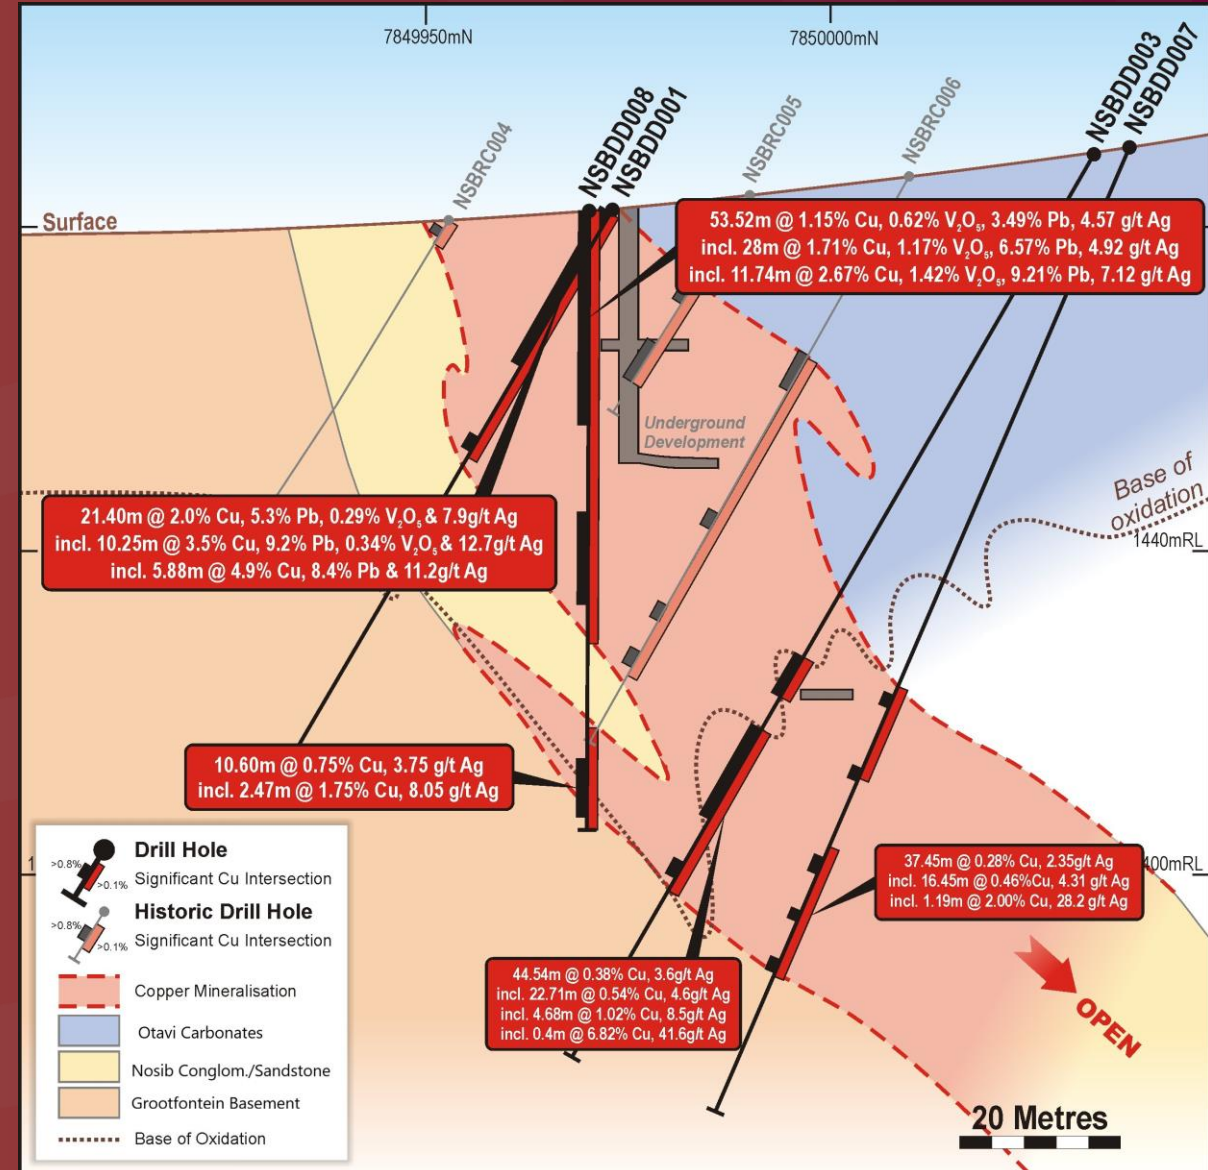 7849950mN
7850000mN
NSBRC004
NSBDD008
NSBDD001
NSBRC005
NSBRC006
NSBDD003
NSBDD007
Surface
53.52m @ 1.15% Cu, 0.62% V₂O₅, 3.49% Pb, 4.57 g/t Ag
incl. 28m @ 1.71% Cu, 1.17% V₂O₅, 6.57% Pb, 4.92 g/t Ag
incl. 11.74m @ 2.67% Cu, 1.42% V₂O₅, 9.21% Pb, 7.12 g/t Ag
Underground
Development
Base of
oxidation
1440mRL
21.40m @ 2.0% Cu, 5.3% Pb, 0.29% V₂O₅ & 7.9g/t Ag
incl. 10.25m @ 3.5% Cu, 9.2% Pb, 0.34% V₂O₅ & 12.7g/t Ag
incl. 5.88m @ 4.9% Cu, 8.4% Pb & 11.2g/t Ag
10.60m @ 0.75% Cu, 3.75 g/t Ag
incl. 2.47m @ 1.75% Cu, 8.05 g/t Ag
1
400mRL
37.45m @ 0.28% Cu, 2.35g/t Ag
incl. 16.45m @ 0.46%Cu, 4.31 g/t Ag
incl. 1.19m @ 2.00% Cu, 28.2 g/t Ag
44.54m @ 0.38% Cu, 3.6g/t Ag
incl. 22.71m @ 0.54% Cu, 4.6g/t Ag
incl. 4.68m @ 1.02% Cu, 8.5g/t Ag
incl. 0.4m @ 6.82% Cu, 41.6g/t Ag
OPEN
20 Metres
Drill Hole
>0.8%
>0.1%
Significant Cu Intersection
Historic Drill Hole
>0.8%
>0.1%
Significant Cu Intersection
Copper Mineralisation
Otavi Carbonates
Nosib Conglom./Sandstone
Grootfontein Basement
Base of Oxidation